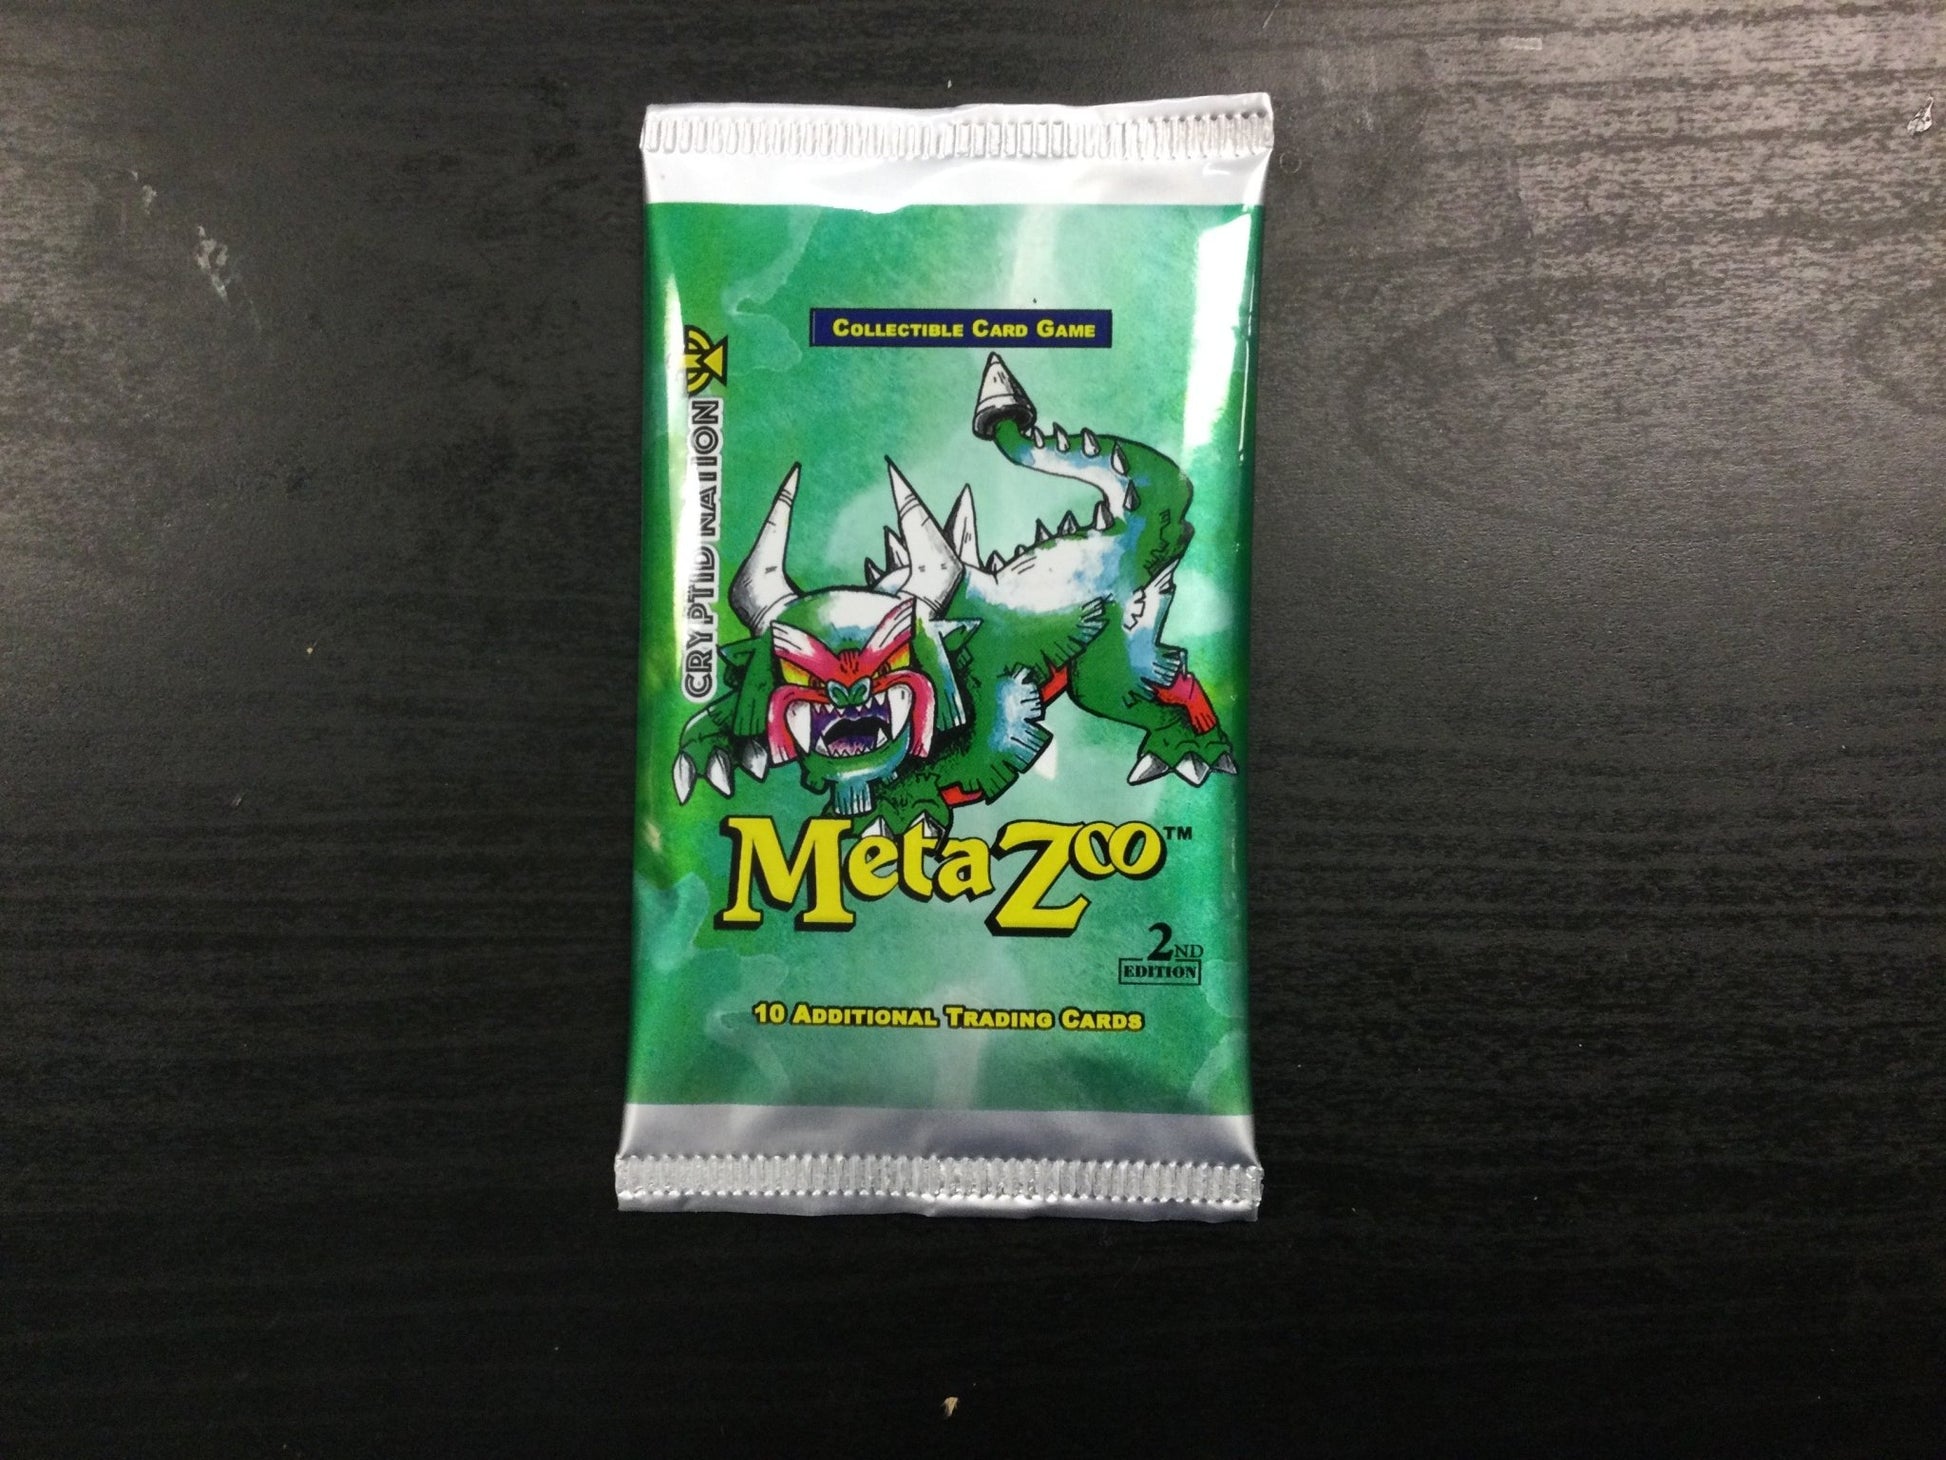 COLLECTIBLE CARD GAME
CRYPTID NATION
MetaZoo™
2ND
EDITION
10 ADDITIONAL TRADING CARDS